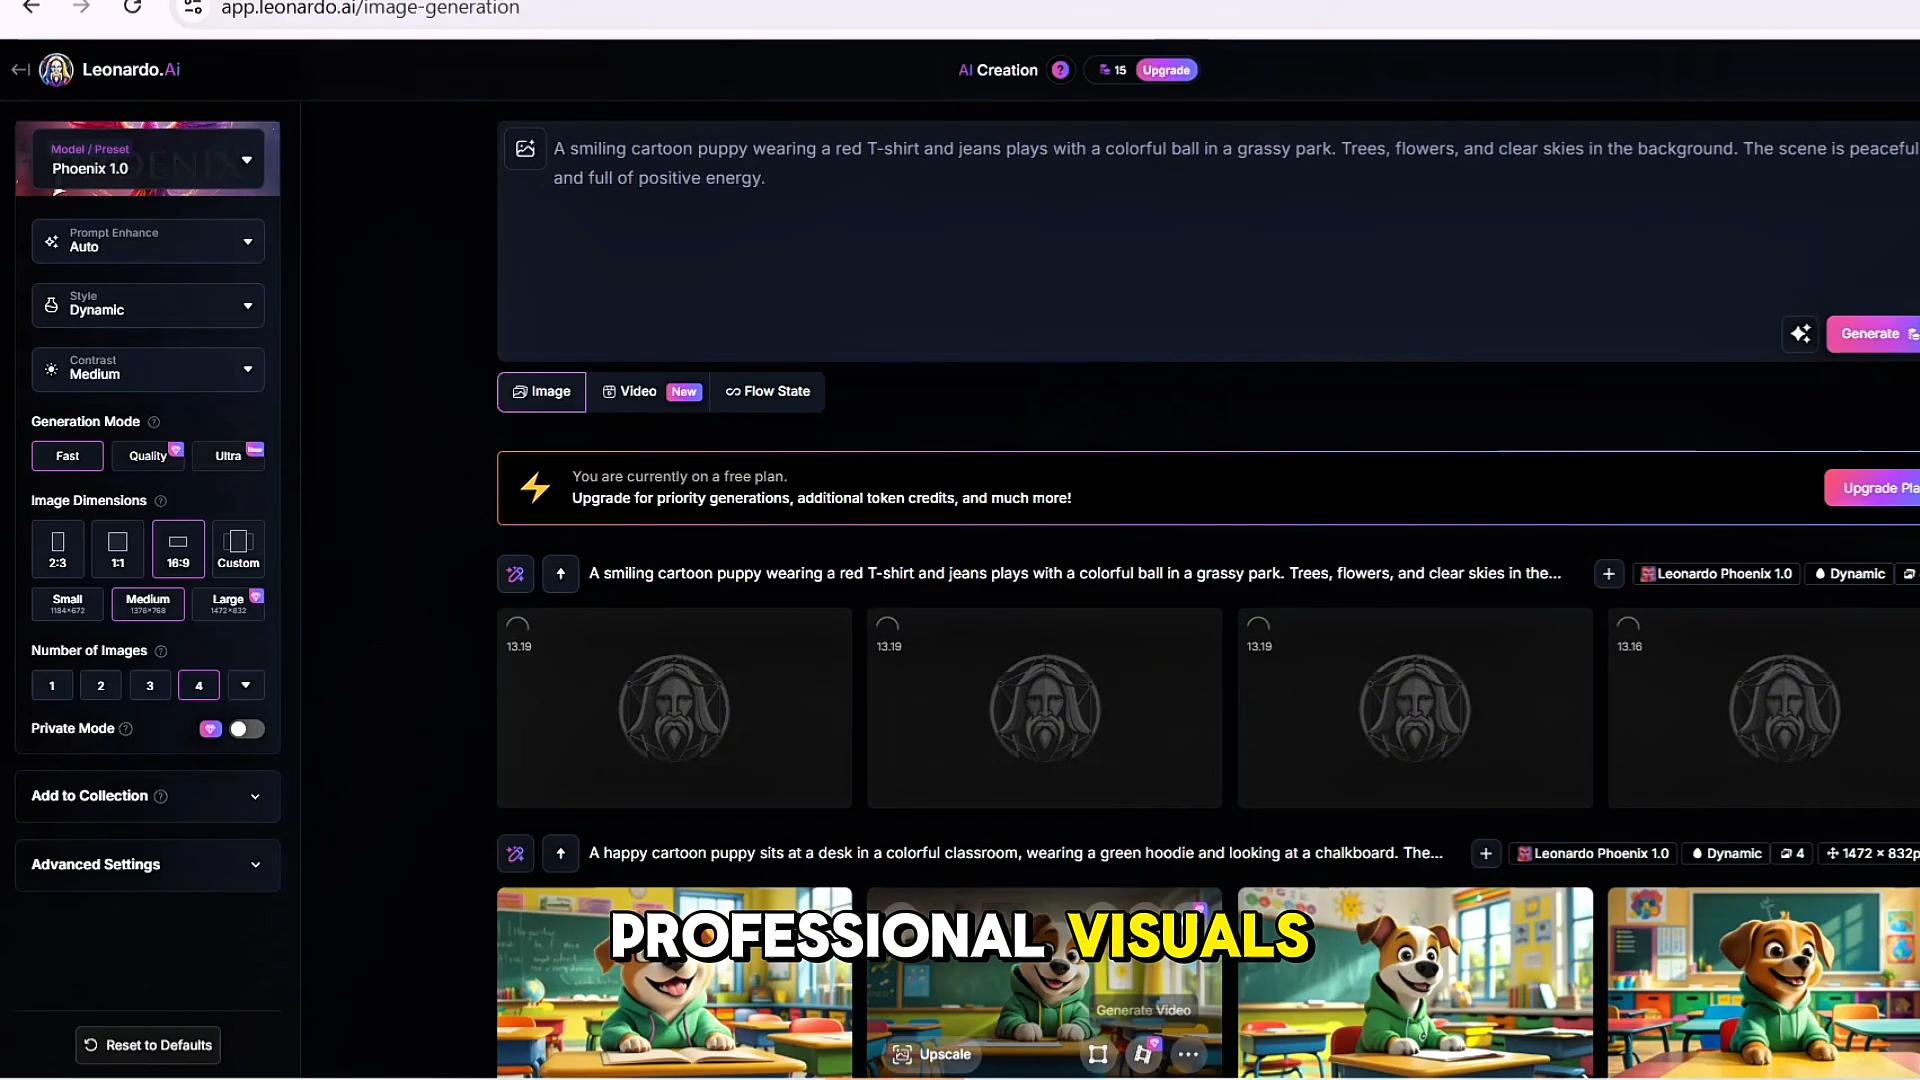 app.leonardo.ai/image-generation
Leonardo.Ai
AI Creation
?
15
Upgrade
Model / Preset
Phoenix 1.0
A smiling cartoon puppy wearing a red T-shirt and jeans plays with a colorful ball in a grassy park. Trees, flowers, and clear skies in the background. The scene is peaceful
and full of positive energy.
Prompt Enhance
Auto
Style
Dynamic
Contrast
Medium
Generate
Image
Video
New
Flow State
Generation Mode
Fast
Quality
Ultra
New
You are currently on a free plan.
Upgrade for priority generations, additional token credits, and much more!
Upgrade Pla
Image Dimensions
2:3
1:1
16:9
Custom
Small
1184×672
Medium
1376×768
Large
1472×832
A smiling cartoon puppy wearing a red T-shirt and jeans plays with a colorful ball in a grassy park. Trees, flowers, and clear skies in the...
Leonardo Phoenix 1.0
Dynamic
13.19
13.19
13.19
13.16
Number of Images
1
2
3
4
Private Mode
Add to Collection
Advanced Settings
A happy cartoon puppy sits at a desk in a colorful classroom, wearing a green hoodie and looking at a chalkboard. The...
Leonardo Phoenix 1.0
Dynamic
4
1472 × 832p
PROFESSIONAL VISUALS
Generate Video
Upscale
Reset to Defaults